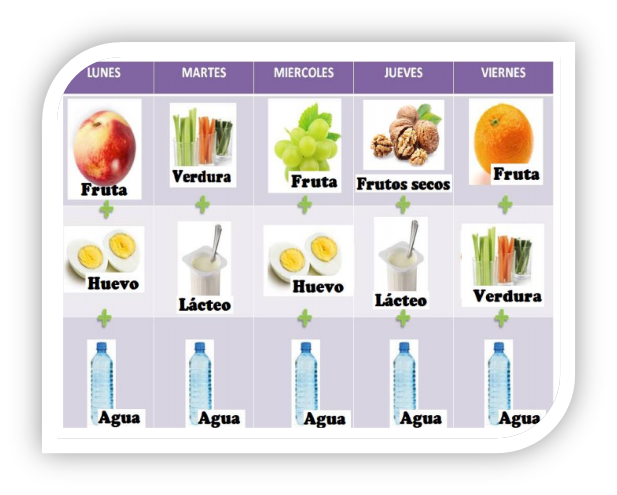 LUNES MARTES MIERCOLES JUEVES VIERNES
Fruta Verdura Fruta Frutos secos Fruta
Huevo Lácteo Huevo Lácteo Verdura
Agua Agua Agua Agua Agua